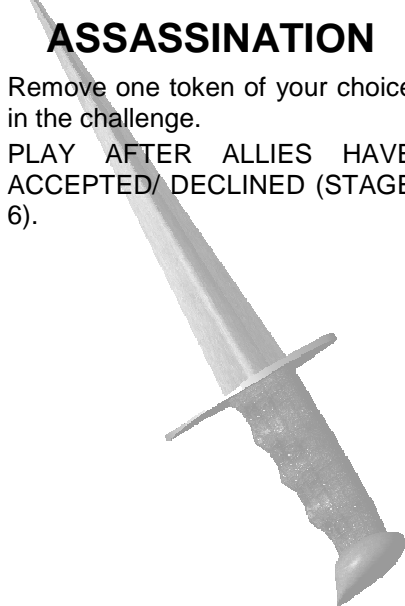 ASSASSINATION
Remove one token of your choice
in the challenge.
PLAY AFTER ALLIES HAVE
ACCEPTED/ DECLINED (STAGE
6).